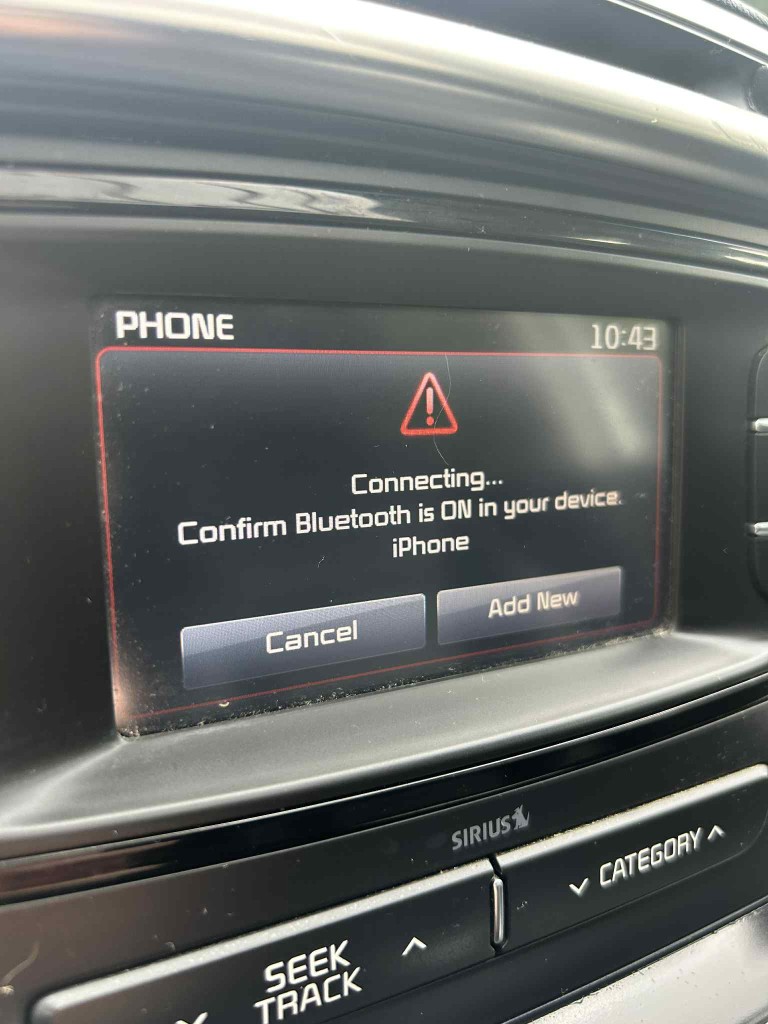 PHONE 10:43
Connecting...
Confirm Bluetooth is ON in your device.
iPhone
Cancel Add New
SIRIUS
CATEGORY
SEEK
TRACK